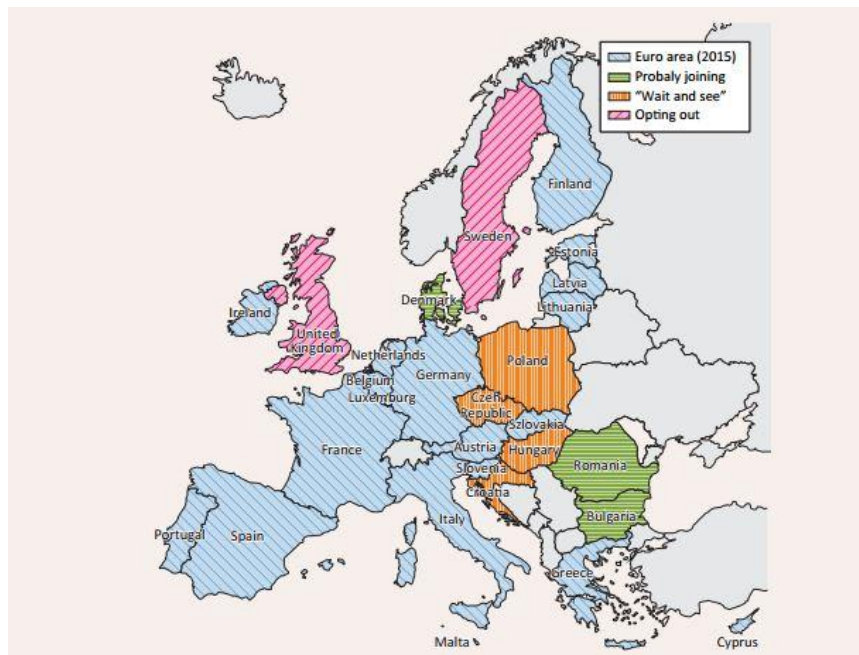 Euro area (2015)
Probaly joining
"Wait and see"
Opting out
Finland
Sweden
Estonia
Latvia
Denmark
Lithuania
Ireland
United
Kingdom
Netherlands
Poland
Belgium
Germany
Luxemburg
Czeh
Republic
Szlovakia
France
Austria
Hungary
Slovenia
Romania
Croatia
Italy
Bulgaria
Portugal
Spain
Greece
Malta
Cyprus